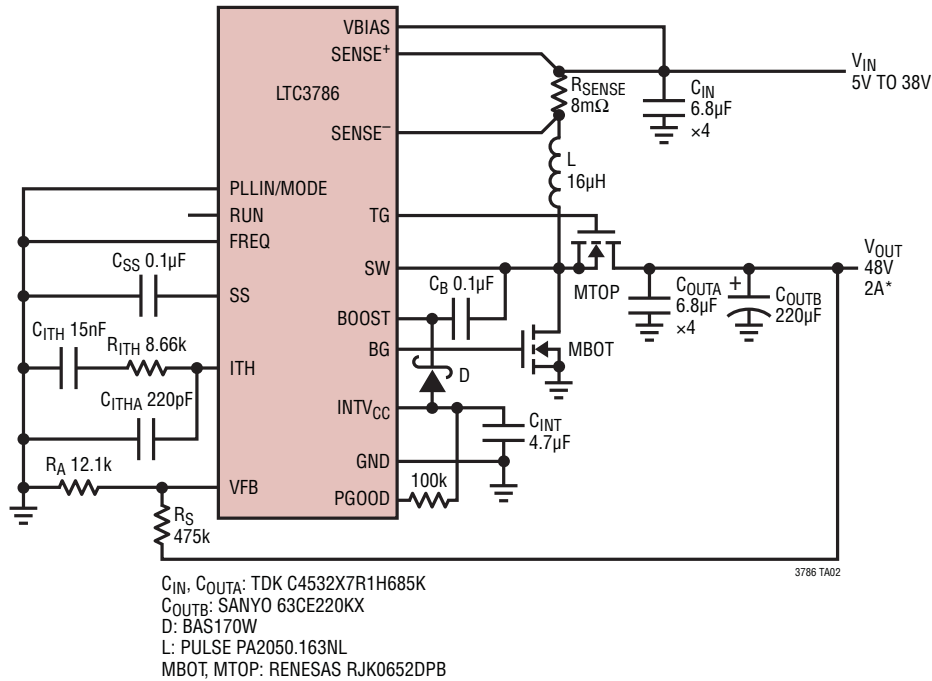 VBIAS
SENSE+
LTC3786
VIN
5V TO 38V
RSENSE
8mΩ
CIN
6.8µF
×4
SENSE–
L
16µH
PLLIN/MODE
RUN
TG
FREQ
VOUT
48V
2A*
CSS 0.1µF
SW
CB 0.1µF
MTOP
COUTA
6.8µF
×4
+
COUTB
220µF
SS
BOOST
CITH 15nF
RITH 8.66k
BG
MBOT
ITH
D
CITHA 220pF
INTVCC
CINT
4.7µF
GND
RA 12.1k
VFB
100k
PGOOD
RS
475k
3786 TA02
CIN, COUTA: TDK C4532X7R1H685K
COUTB: SANYO 63CE220KX
D: BAS170W
L: PULSE PA2050.163NL
MBOT, MTOP: RENESAS RJK0652DPB